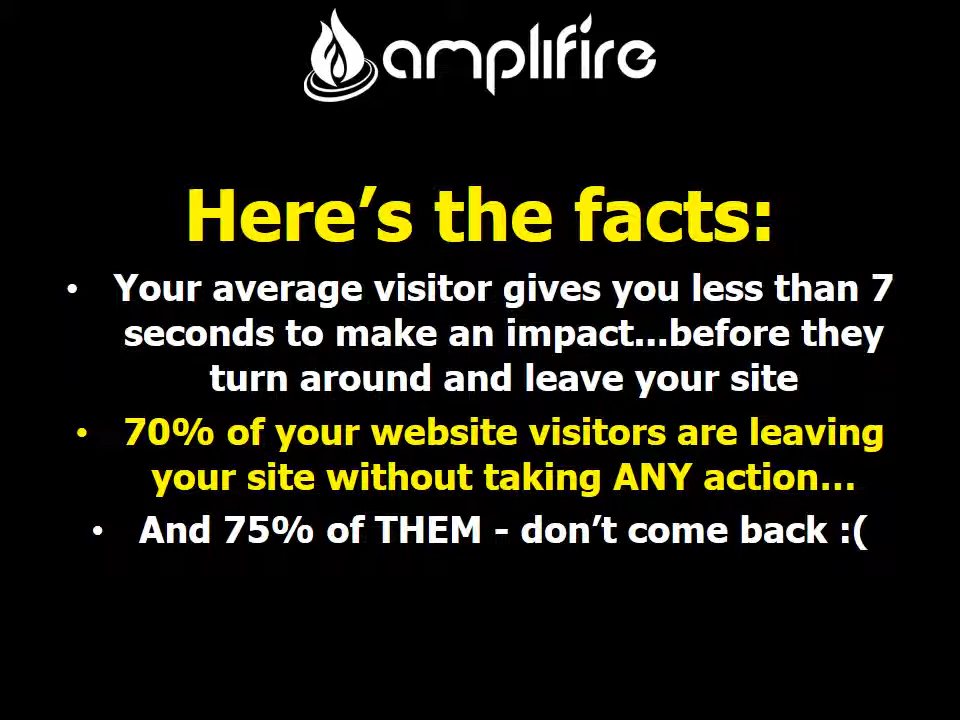 amplifire
Here’s the facts:
• Your average visitor gives you less than 7
seconds to make an impact...before they
turn around and leave your site
• 70% of your website visitors are leaving
your site without taking ANY action…
• And 75% of THEM - don’t come back :(